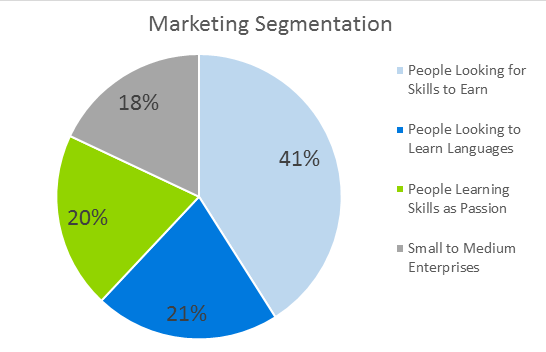 Marketing Segmentation
18%
41%
20%
21%
People Looking for
Skills to Earn
People Looking to
Learn Languages
People Learning
Skills as Passion
Small to Medium
Enterprises